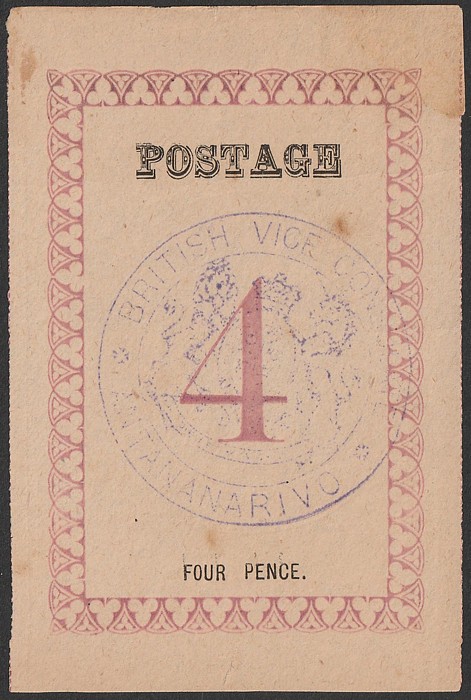 POSTAGE
BRITISH VICE CON
4
ANTANANARIVO
FOUR PENCE.